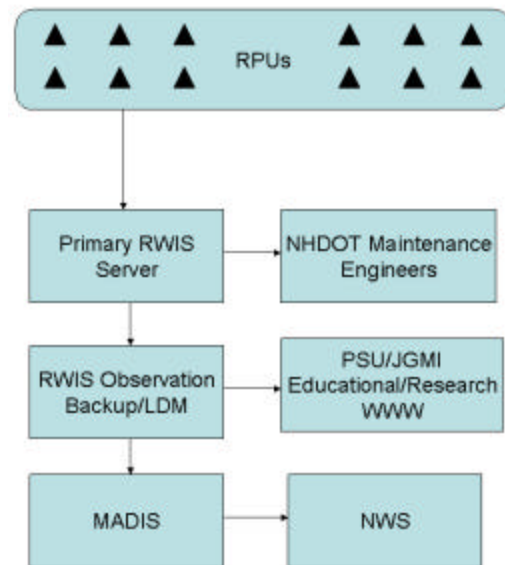 RPUs
Primary RWIS
Server
NHDOT Maintenance
Engineers
RWIS Observation
Backup/LDM
PSU/JGMI
Educational/Research
WWW
MADIS
NWS